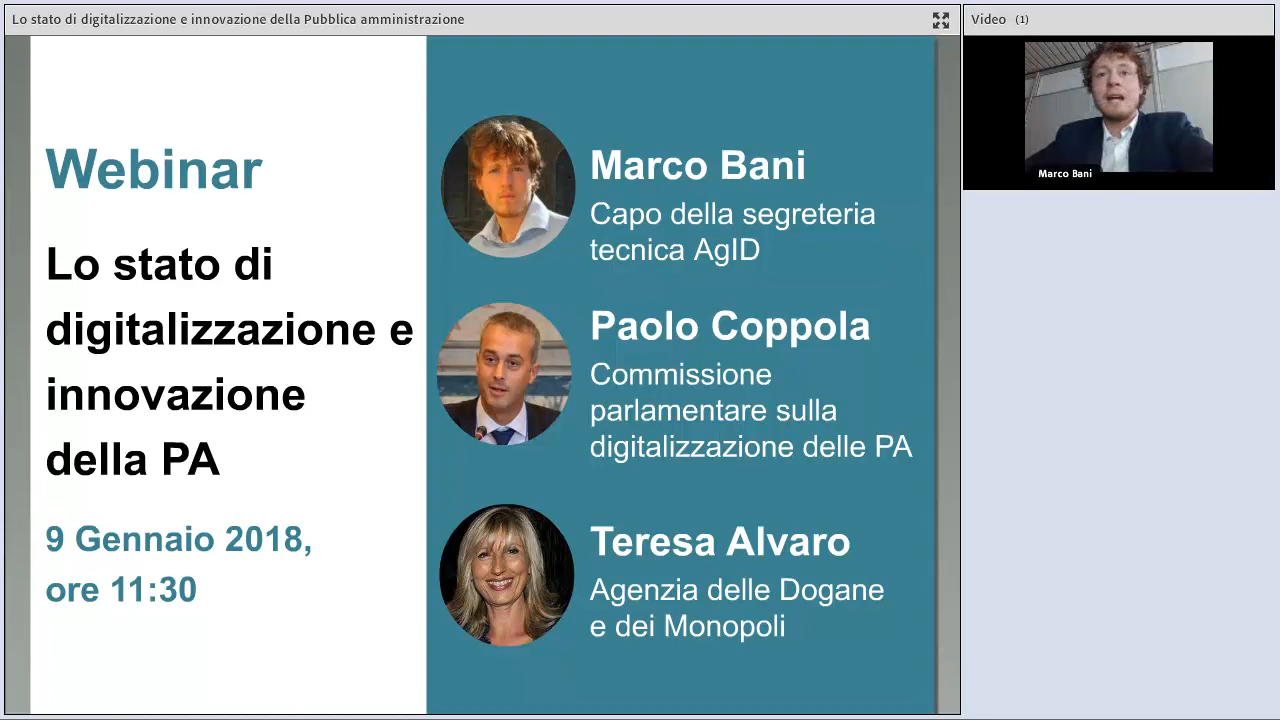 Lo stato di digitalizzazione e innovazione della Pubblica amministrazione
Video (1)
Marco Bani
Webinar
Lo stato di
digitalizzazione e
innovazione
della PA
9 Gennaio 2018,
ore 11:30
Marco Bani
Capo della segreteria
tecnica AgID
Paolo Coppola
Commissione
parlamentare sulla
digitalizzazione delle PA
Teresa Alvaro
Agenzia delle Dogane
e dei Monopoli